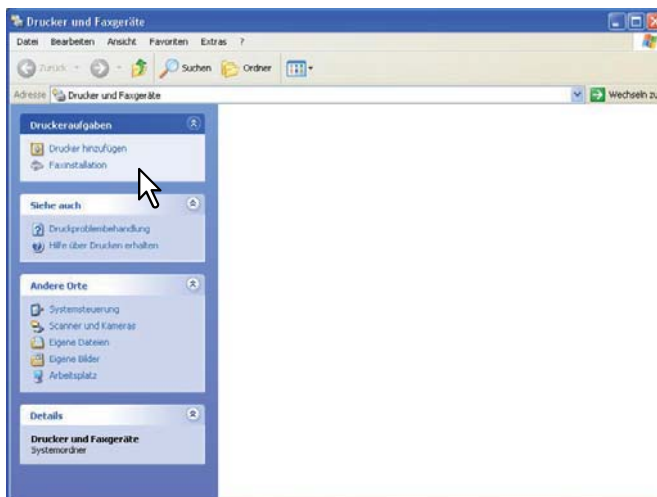 Drucker und Faxgeräte
Datei Bearbeiten Ansicht Favoriten Extras ?
Zurück Suchen Ordner
Adresse Drucker und Faxgeräte Wechseln zu
Druckeraufgaben
Drucker hinzufügen
Faxinstallation
Siehe auch
Druckproblembehandlung
Hilfe über Drucken erhalten
Andere Orte
Systemsteuerung
Scanner und Kameras
Eigene Dateien
Eigene Bilder
Arbeitsplatz
Details
Drucker und Faxgeräte
Systemordner